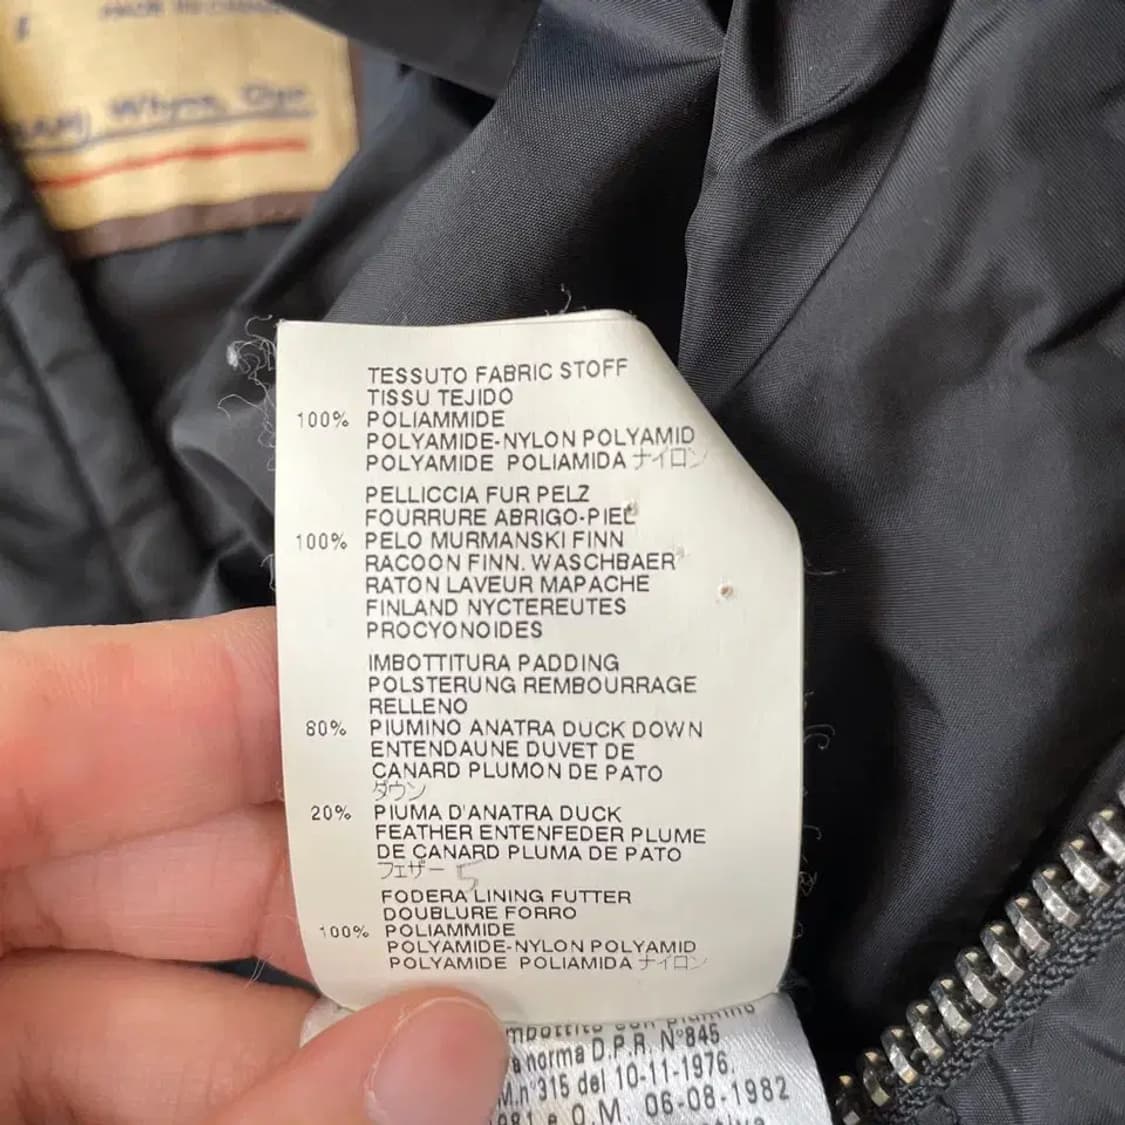 TESSUTO FABRIC STOFF
TISSU TEJIDO
100% POLIAMMIDE
POLYAMIDE-NYLON POLYAMID
POLYAMIDE POLIAMIDA ナイロン
PELLICCIA FUR PELZ
FOURRURE ABRIGO-PIEL
100% PELO MURMANSKI FINN
RACOON FINN. WASCHBAER
RATON LAVEUR MAPACHE
FINLAND NYCTEREUTES
PROCYONOIDES
IMBOTTITURA PADDING
POLSTERUNG REMBOURRAGE
RELLENO
80% PIUMINO ANATRA DUCK DOWN
ENTENDAUNE DUVET DE
CANARD PLUMON DE PATO
ダウン
20% PIUMA D'ANATRA DUCK
FEATHER ENTENFEDER PLUME
DE CANARD PLUMA DE PATO
フェザー 5
FODERA LINING FUTTER
DOUBLURE FORRO
100% POLIAMMIDE
POLYAMIDE-NYLON POLYAMID
POLYAMIDE POLIAMIDA ナイロン
norma D.P.R. N°845
M.n°315 del 10-11-1976.
981 e D.M. 06-08-1982